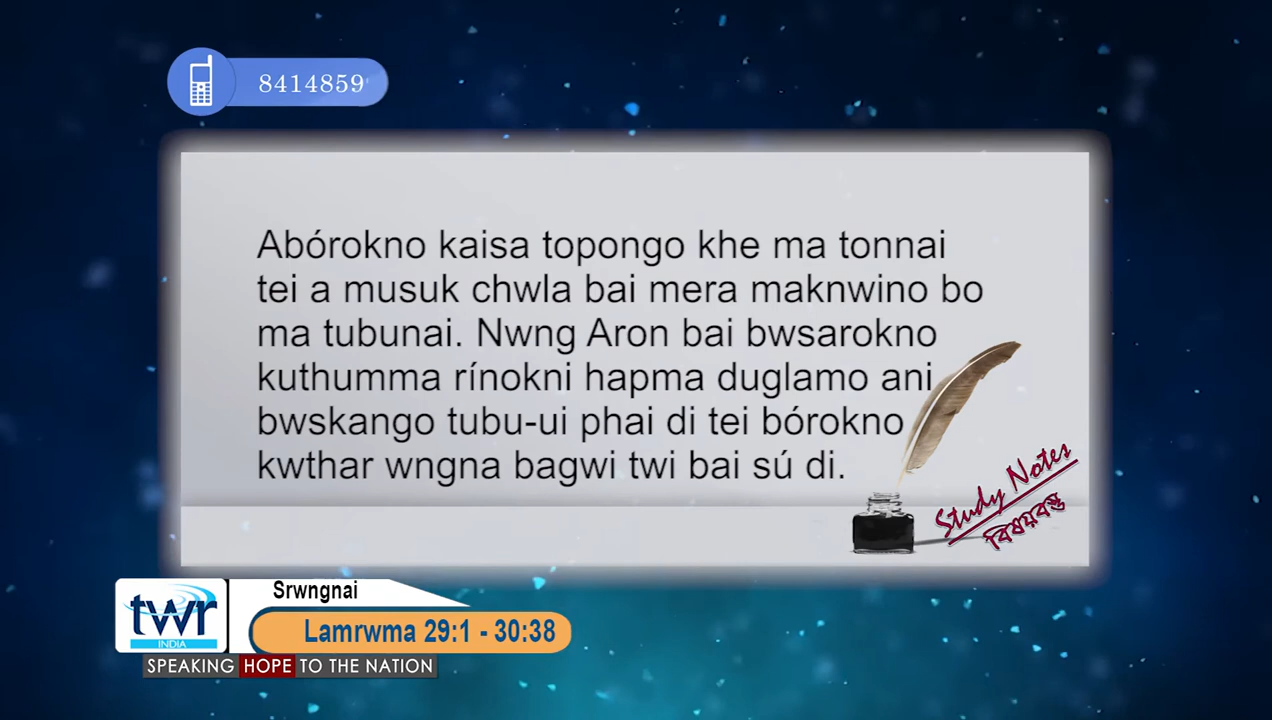 8414859
Abórokno kaisa topongo khe ma tonnai
tei a musuk chwla bai mera maknwino bo
ma tubunai. Nwng Aron bai bwsarokno
kuthumma rínokni hapma duglamo ani
bwskango tubu-ui phai di tei bórokno
kwthar wngna bagwi twi bai sú di.
Study Notes
বিষয়বস্তু
twr
INDIA
Srwngnai
Lamrwma 29:1 - 30:38
SPEAKING HOPE TO THE NATION